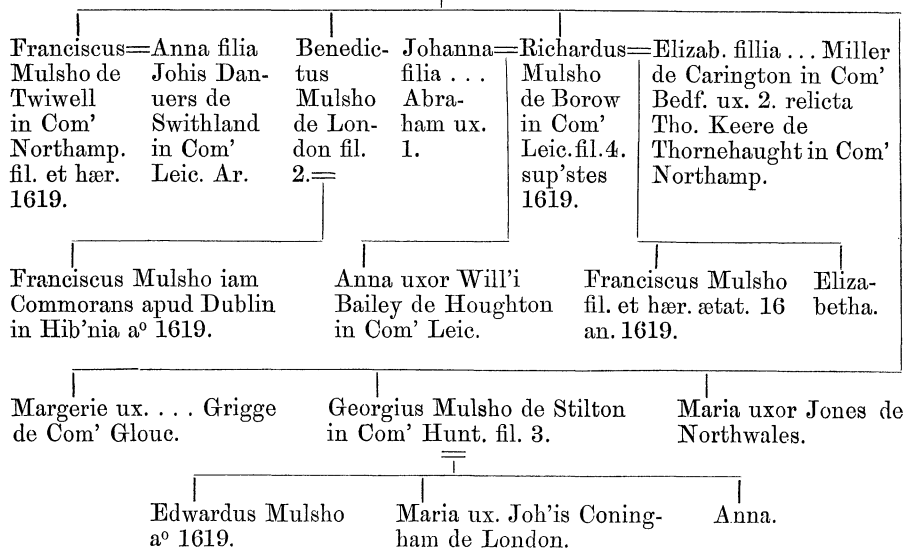 Franciscus=Anna filia
Mulsho de Johis Dan-
Twiwell uers de
in Com' Swithland
Northamp. in Com'
fil. et hær. Leic. Ar.
1619.
Benedic-
tus
Mulsho
de Lon-
don fil.
2.=
Johanna=Richardus=Elizab. fillia ... Miller
filia ... Mulsho de Carington in Com'
Abra- de Borow Bedf. ux. 2. relicta
ham ux. in Com' Tho. Keere de
1. Leic. fil. 4. Thornehaught in Com'
sup'stes Northamp.
1619.
Franciscus Mulsho iam
Commorans apud Dublin
in Hib'nia aº 1619.
Anna uxor Will'i
Bailey de Houghton
in Com' Leic.
Franciscus Mulsho
fil. et hær. ætat. 16
an. 1619.
Eliza-
betha.
Margerie ux. .... Grigge
de Com' Glouc.
Georgius Mulsho de Stilton
in Com' Hunt. fil. 3.
=
Maria uxor Jones de
Northwales.
Edwardus Mulsho
aº 1619.
Maria ux. Joh'is Coning-
ham de London.
Anna.